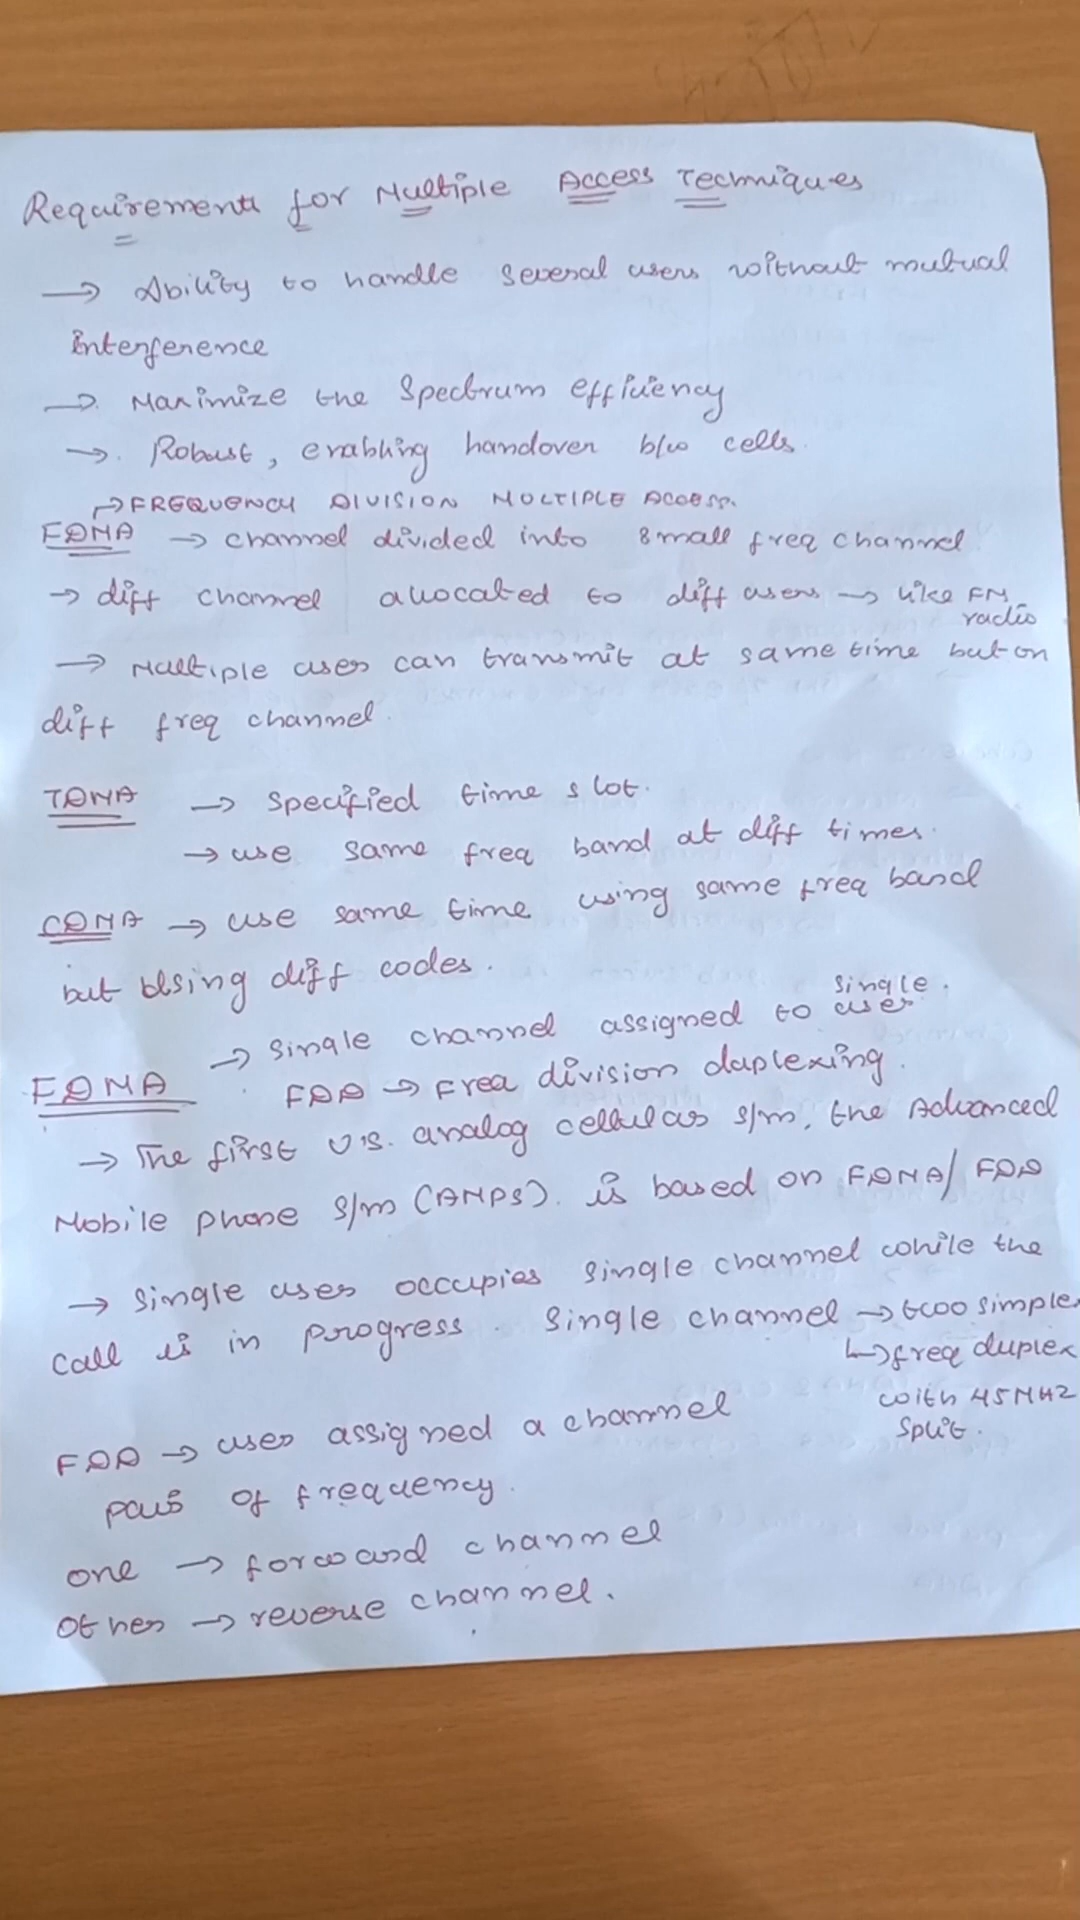 Requirements for Multiple Access Techniques
→ Ability to handle several users without mutual
interference
→ Maximize the Spectrum efficiency
→ Robust, enabling handover b/w cells.
→ FREQUENCY DIVISION MULTIPLE ACCESS.
FDMA → channel divided into small freq channel
→ diff channel allocated to diff users → like FM
radio
→ Multiple user can transmit at same time but on
diff freq channel.
TDMA → specified time slot.
→ use same freq band at diff times.
CDMA → use same time using same freq band
but using diff codes.
single.
→ single channel assigned to user
FDMA FDD → Freq division duplexing.
→ The first U.S. analog cellular s/m, the Advanced
Mobile phone s/m (AMPS). is based on FDMA/FDD
→ single user occupies single channel while the
call is in progress. Single channel → two simplex
↳ freq duplex
with 45MHZ
split.
FDD → user assigned a channel
pair of frequency.
one → forward channel
other → reverse channel.